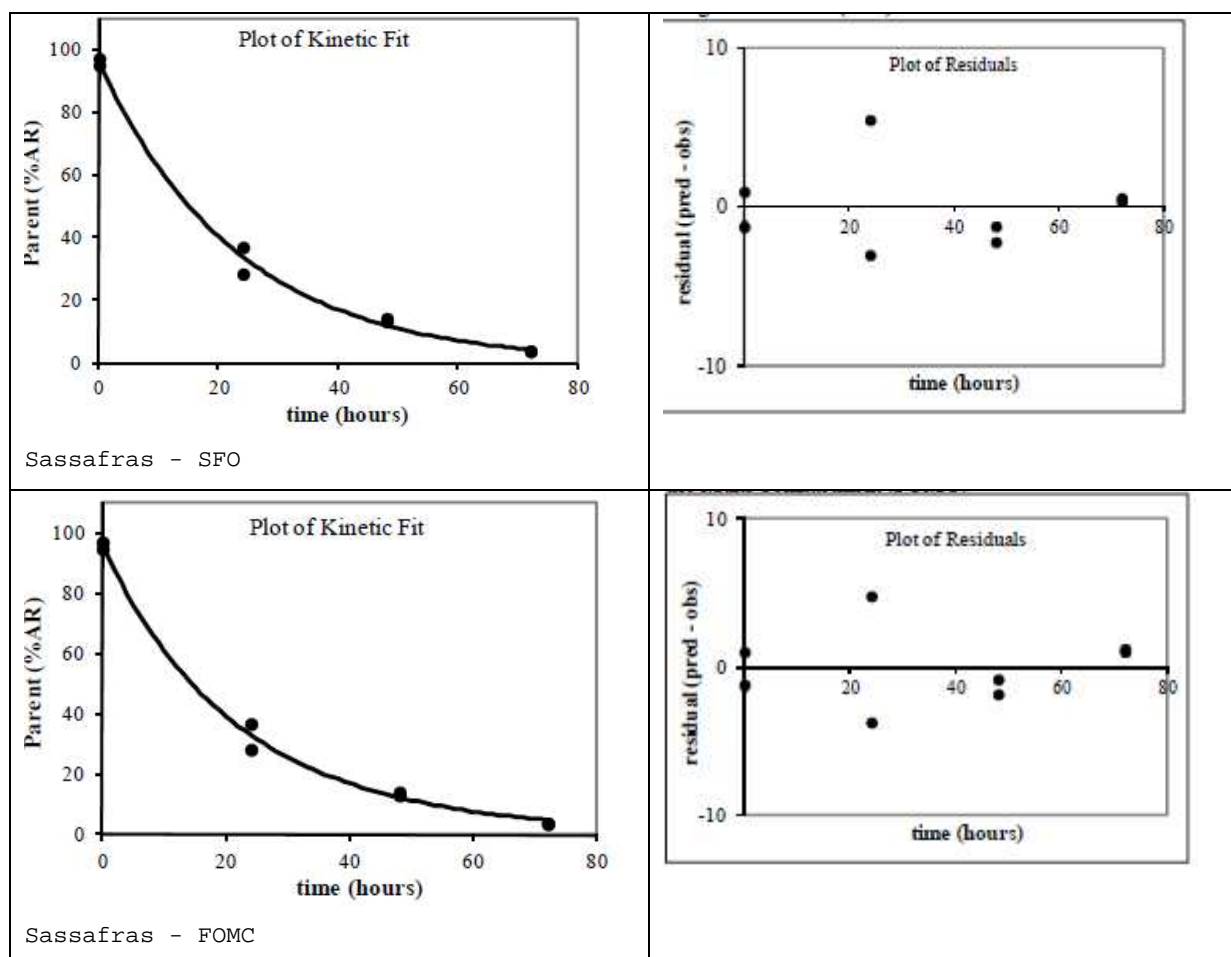 Plot of Kinetic Fit
100
80
60
40
20
0
0 20 40 60 80
Parent (%AR)
time (hours)
Sassafras - SFO
10
Plot of Residuals
0
20 40 60 80
-10
residual (pred - obs)
time (hours)
Plot of Kinetic Fit
100
80
60
40
20
0
0 20 40 60 80
Parent (%AR)
time (hours)
Sassafras - FOMC
10
Plot of Residuals
0
20 40 60 80
-10
residual (pred - obs)
time (hours)